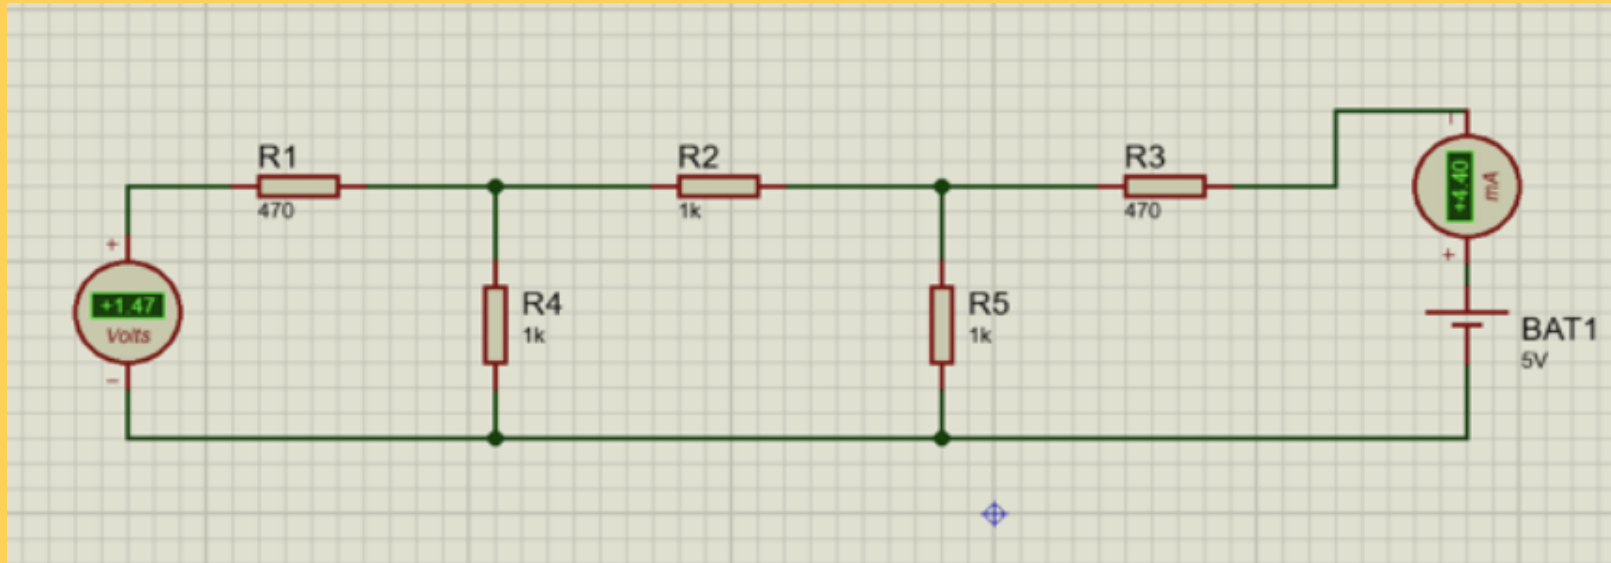 R1
470
R2
1k
R3
470
+4.40
mA
+
+
+1.47
Volts
R4
1k
R5
1k
BAT1
5V